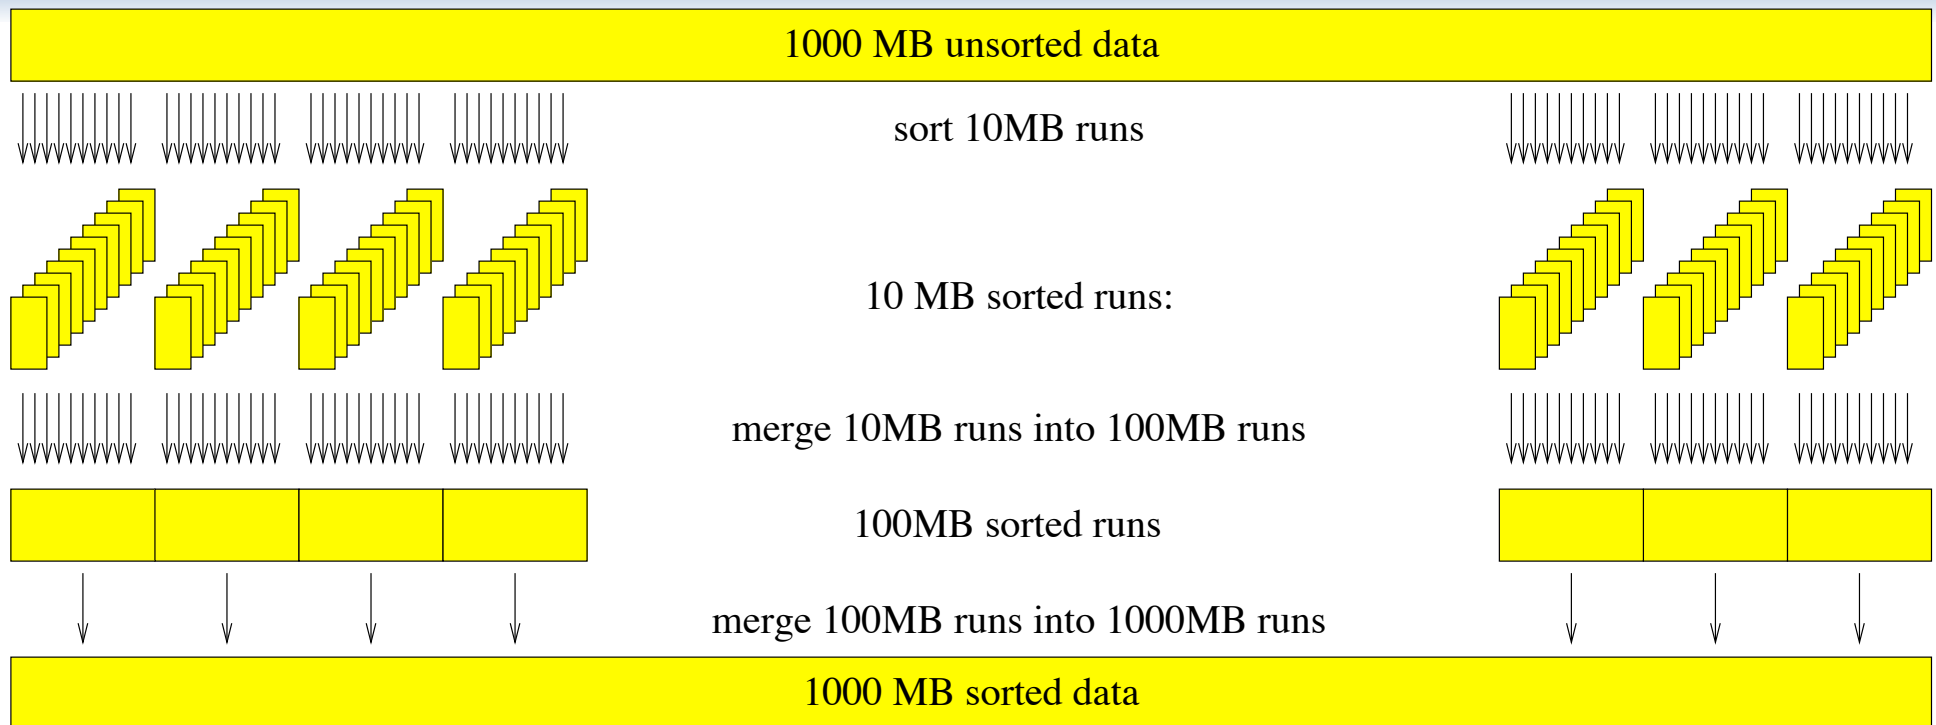 1000 MB unsorted data
sort 10MB runs
10 MB sorted runs:
merge 10MB runs into 100MB runs
100MB sorted runs
merge 100MB runs into 1000MB runs
1000 MB sorted data